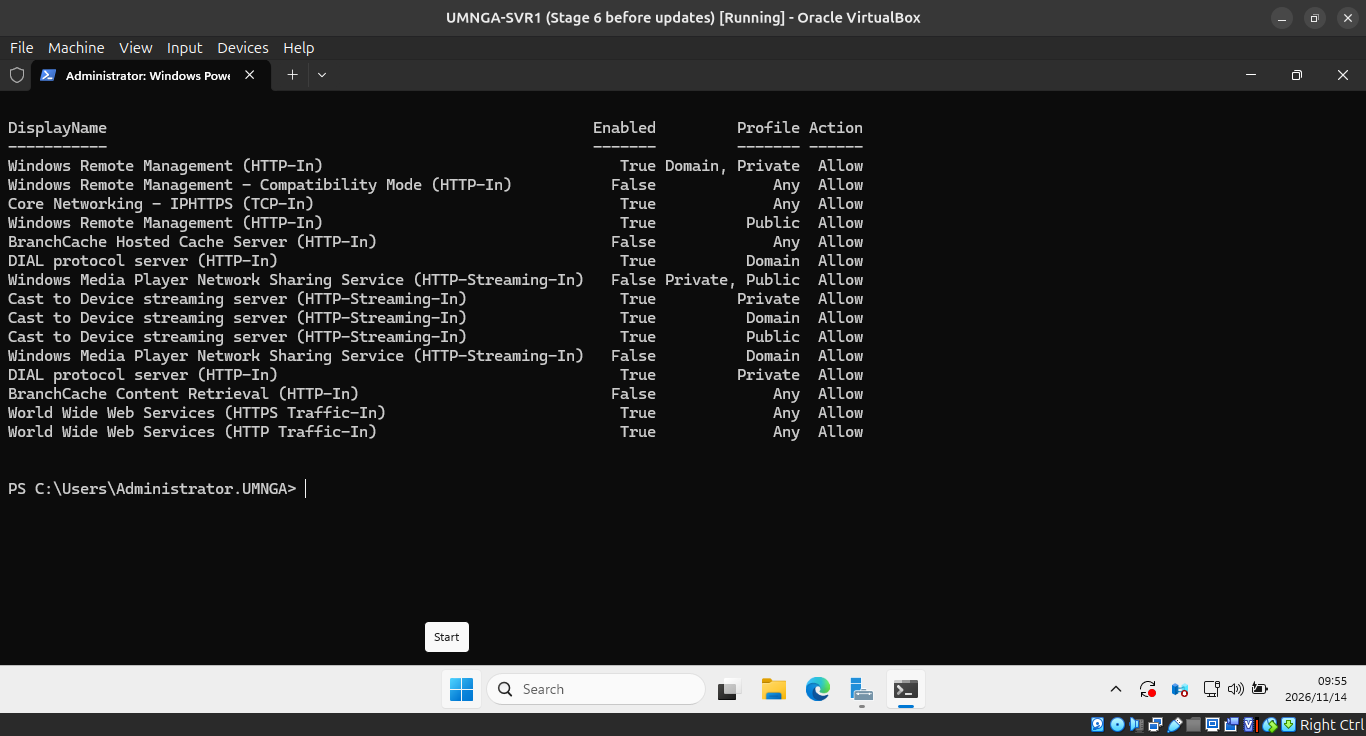 UMNGA-SVR1 (Stage 6 before updates) [Running] - Oracle VirtualBox
File Machine View Input Devices Help
Administrator: Windows Powe
DisplayName Enabled Profile Action
----------- ------- ------- ------
Windows Remote Management (HTTP-In) True Domain, Private Allow
Windows Remote Management - Compatibility Mode (HTTP-In) False Any Allow
Core Networking - IPHTTPS (TCP-In) True Any Allow
Windows Remote Management (HTTP-In) True Public Allow
BranchCache Hosted Cache Server (HTTP-In) False Any Allow
DIAL protocol server (HTTP-In) True Domain Allow
Windows Media Player Network Sharing Service (HTTP-Streaming-In) False Private, Public Allow
Cast to Device streaming server (HTTP-Streaming-In) True Private Allow
Cast to Device streaming server (HTTP-Streaming-In) True Domain Allow
Cast to Device streaming server (HTTP-Streaming-In) True Public Allow
Windows Media Player Network Sharing Service (HTTP-Streaming-In) False Domain Allow
DIAL protocol server (HTTP-In) True Private Allow
BranchCache Content Retrieval (HTTP-In) False Any Allow
World Wide Web Services (HTTPS Traffic-In) True Any Allow
World Wide Web Services (HTTP Traffic-In) True Any Allow
PS C:\Users\Administrator.UMNGA>
Start
Search
09:55
2026/11/14
Right Ctrl